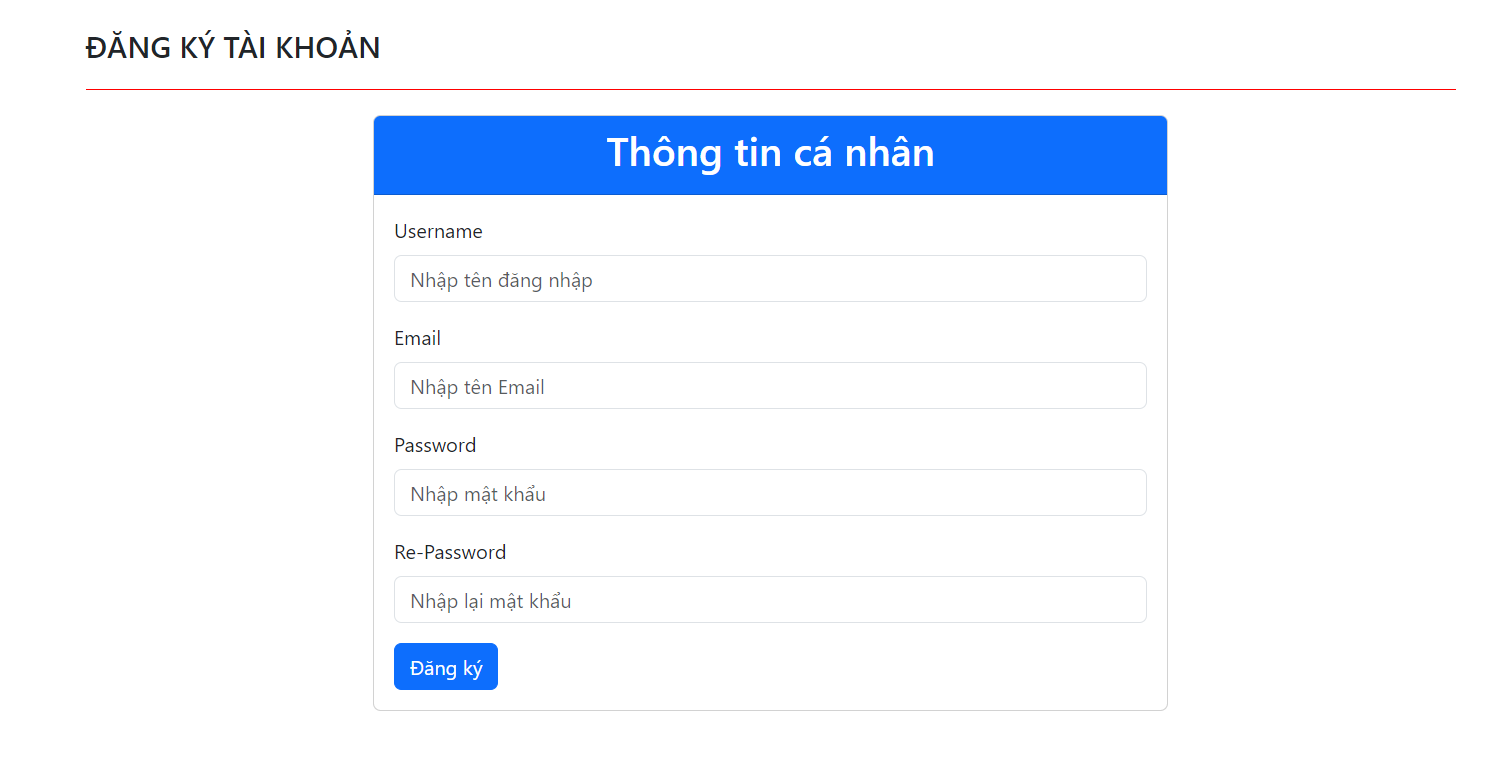 ĐĂNG KÝ TÀI KHOẢN
Thông tin cá nhân
Username
Nhập tên đăng nhập
Email
Nhập tên Email
Password
Nhập mật khẩu
Re-Password
Nhập lại mật khẩu
Đăng ký